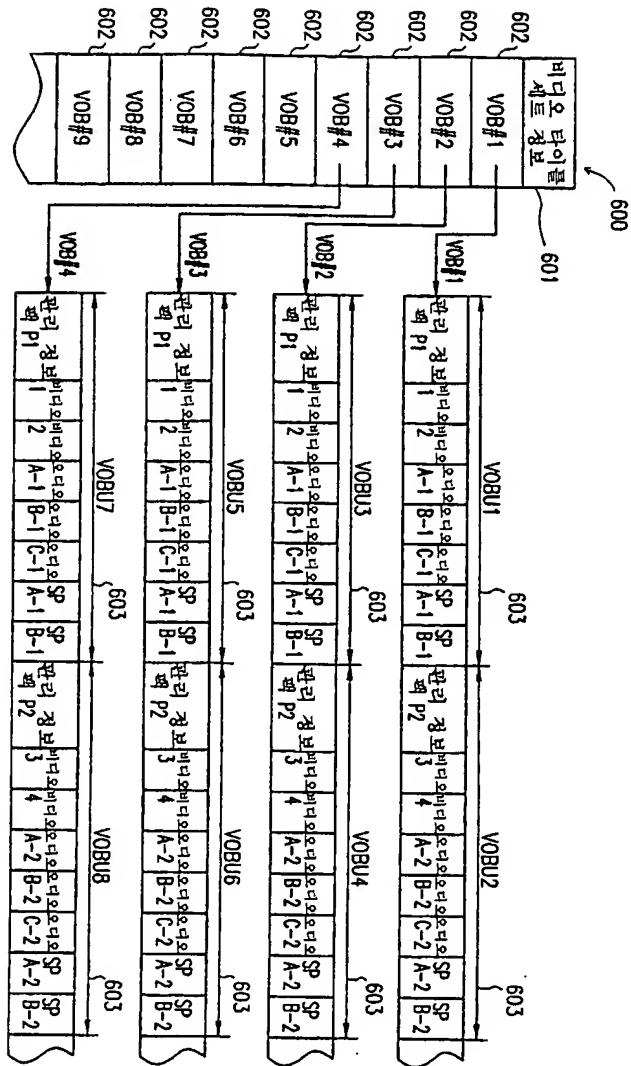 600
601
비디오 타이틀
세트 정보
602 VOB#1
602 VOB#2
602 VOB#3
602 VOB#4
602 VOB#5
602 VOB#6
602 VOB#7
602 VOB#8
602 VOB#9
VOB#1
VOBU1 603 VOBU2 603
관리 정보 비디오 비디오 오디오 오디오 오디오 SP SP 관리 정보 비디오 비디오 오디오 오디오 오디오 SP SP
팩 P1 1 2 A-1 B-1 C-1 A-1 B-1 팩 P2 3 4 A-2 B-2 C-2 A-2 B-2
VOB#2
VOBU3 603 VOBU4 603
관리 정보 비디오 비디오 오디오 오디오 오디오 SP SP 관리 정보 비디오 비디오 오디오 오디오 오디오 SP SP
팩 P1 1 2 A-1 B-1 C-1 A-1 B-1 팩 P2 3 4 A-2 B-2 C-2 A-2 B-2
VOB#3
VOBU5 603 VOBU6 603
관리 정보 비디오 비디오 오디오 오디오 오디오 SP SP 관리 정보 비디오 비디오 오디오 오디오 오디오 SP SP
팩 P1 1 2 A-1 B-1 C-1 A-1 B-1 팩 P2 3 4 A-2 B-2 C-2 A-2 B-2
VOB#4
VOBU7 603 VOBU8 603
관리 정보 비디오 비디오 오디오 오디오 오디오 SP SP 관리 정보 비디오 비디오 오디오 오디오 오디오 SP SP
팩 P1 1 2 A-1 B-1 C-1 A-1 B-1 팩 P2 3 4 A-2 B-2 C-2 A-2 B-2